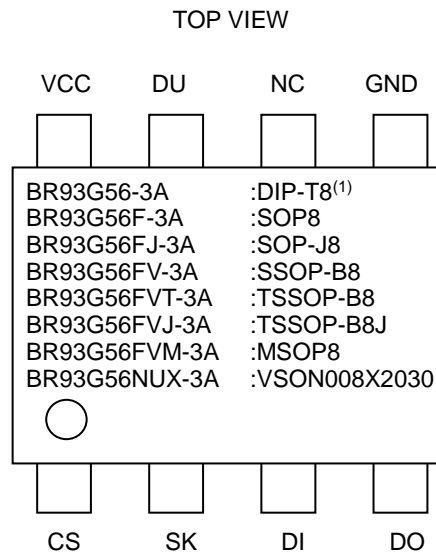 TOP VIEW
VCC DU NC GND
BR93G56-3A :DIP-T8(1)
BR93G56F-3A :SOP8
BR93G56FJ-3A :SOP-J8
BR93G56FV-3A :SSOP-B8
BR93G56FVT-3A :TSSOP-B8
BR93G56FVJ-3A :TSSOP-B8J
BR93G56FVM-3A :MSOP8
BR93G56NUX-3A :VSON008X2030
CS SK DI DO